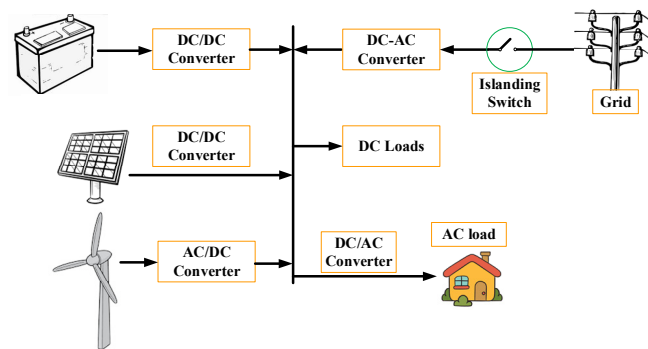 DC/DC
Converter
DC-AC
Converter
Islanding
Switch
Grid
DC/DC
Converter
DC Loads
AC/DC
Converter
DC/AC
Converter
AC load